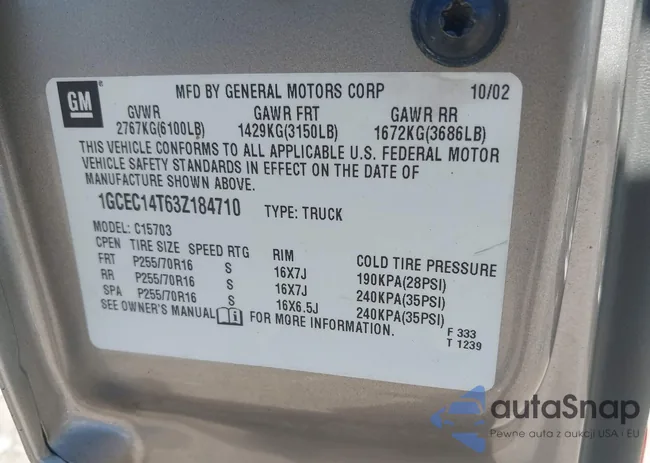 GM
MFD BY GENERAL MOTORS CORP 10/02
GVWR GAWR FRT GAWR RR
2767KG(6100LB) 1429KG(3150LB) 1672KG(3686LB)
THIS VEHICLE CONFORMS TO ALL APPLICABLE U.S. FEDERAL MOTOR
VEHICLE SAFETY STANDARDS IN EFFECT ON THE DATE OF
MANUFACTURE SHOWN ABOVE.
1GCEC14T63Z184710 TYPE: TRUCK
MODEL: C15703
CPEN TIRE SIZE SPEED RTG RIM COLD TIRE PRESSURE
FRT P255/70R16 S 16X7J 190KPA(28PSI)
RR P255/70R16 S 16X7J 240KPA(35PSI)
SPA P255/70R16 S 16X6.5J 240KPA(35PSI)
SEE OWNER'S MANUAL i FOR MORE INFORMATION.
F 333
T 1239
autaSnap
Pewne auta z aukcji USA i EU